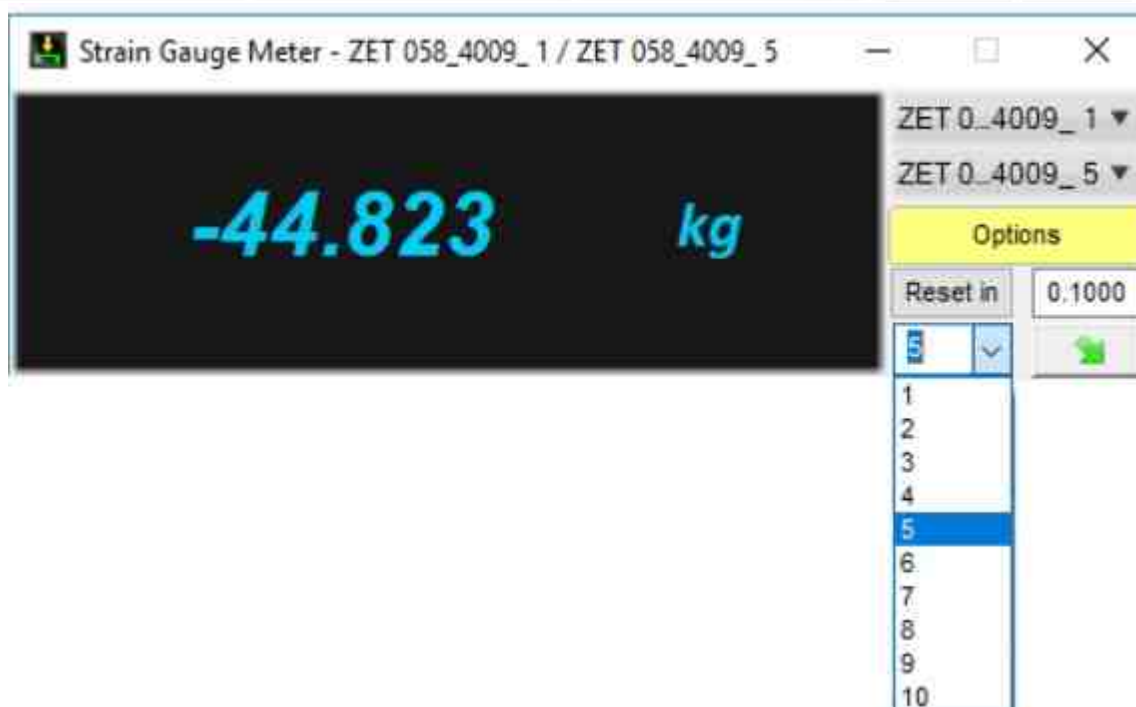 Strain Gauge Meter - ZET 058_4009_ 1 / ZET 058_4009_ 5
-44.823 kg
ZET 0...4009_ 1
ZET 0...4009_ 5
Options
Reset in 0.1000
5
1
2
3
4
5
6
7
8
9
10